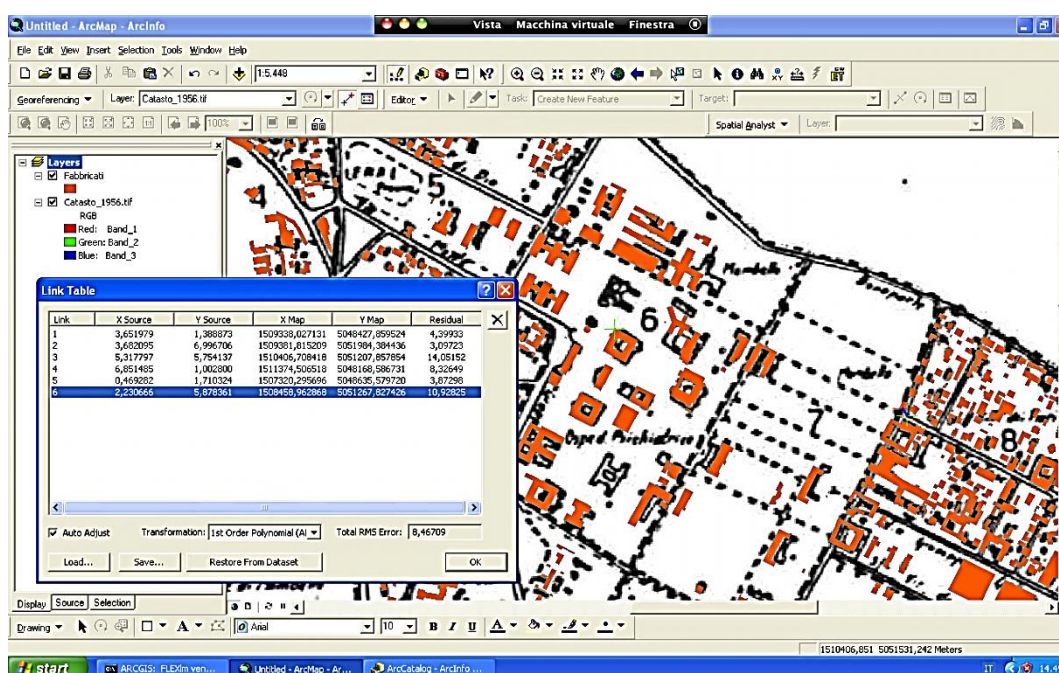 Untitled - ArcMap - ArcInfo
Vista Macchina virtuale Finestra
File Edit View Insert Selection Tools Window Help
1:5.448
Georeferencing Layer: Catasto_1956.tif Editor Task: Create New Feature Target:
100% Spatial Analyst Layer:
Layers
Fabbricati
Catasto_1956.tif
RGB
Red: Band_1
Green: Band_2
Blue: Band_3
4
5
6
7
8
Mombello
Osped. Psichiatrico
Link Table
Link X Source Y Source X Map Y Map Residual
1 3,651979 1,388873 1509338,027131 5048427,859524 4,39933
2 3,682095 6,996706 1509381,815209 5051984,384436 3,09723
3 5,317797 5,754137 1510406,708418 5051207,857854 14,05152
4 6,851485 1,002800 1511374,506518 5048168,586731 8,32649
5 0,469282 1,710324 1507320,295696 5048635,579720 3,87298
6 2,230666 5,878361 1508458,962868 5051267,827426 10,92825
Auto Adjust Transformation: 1st Order Polynomial (Af Total RMS Error: 8,46709
Load... Save... Restore From Dataset OK
Display Source Selection
Drawing Arial 10 B I U A
1510406,851 5051531,242 Meters
start ARCGIS: FLEXlm ven... Untitled - ArcMap - Ar... ArcCatalog - ArcInfo ... IT